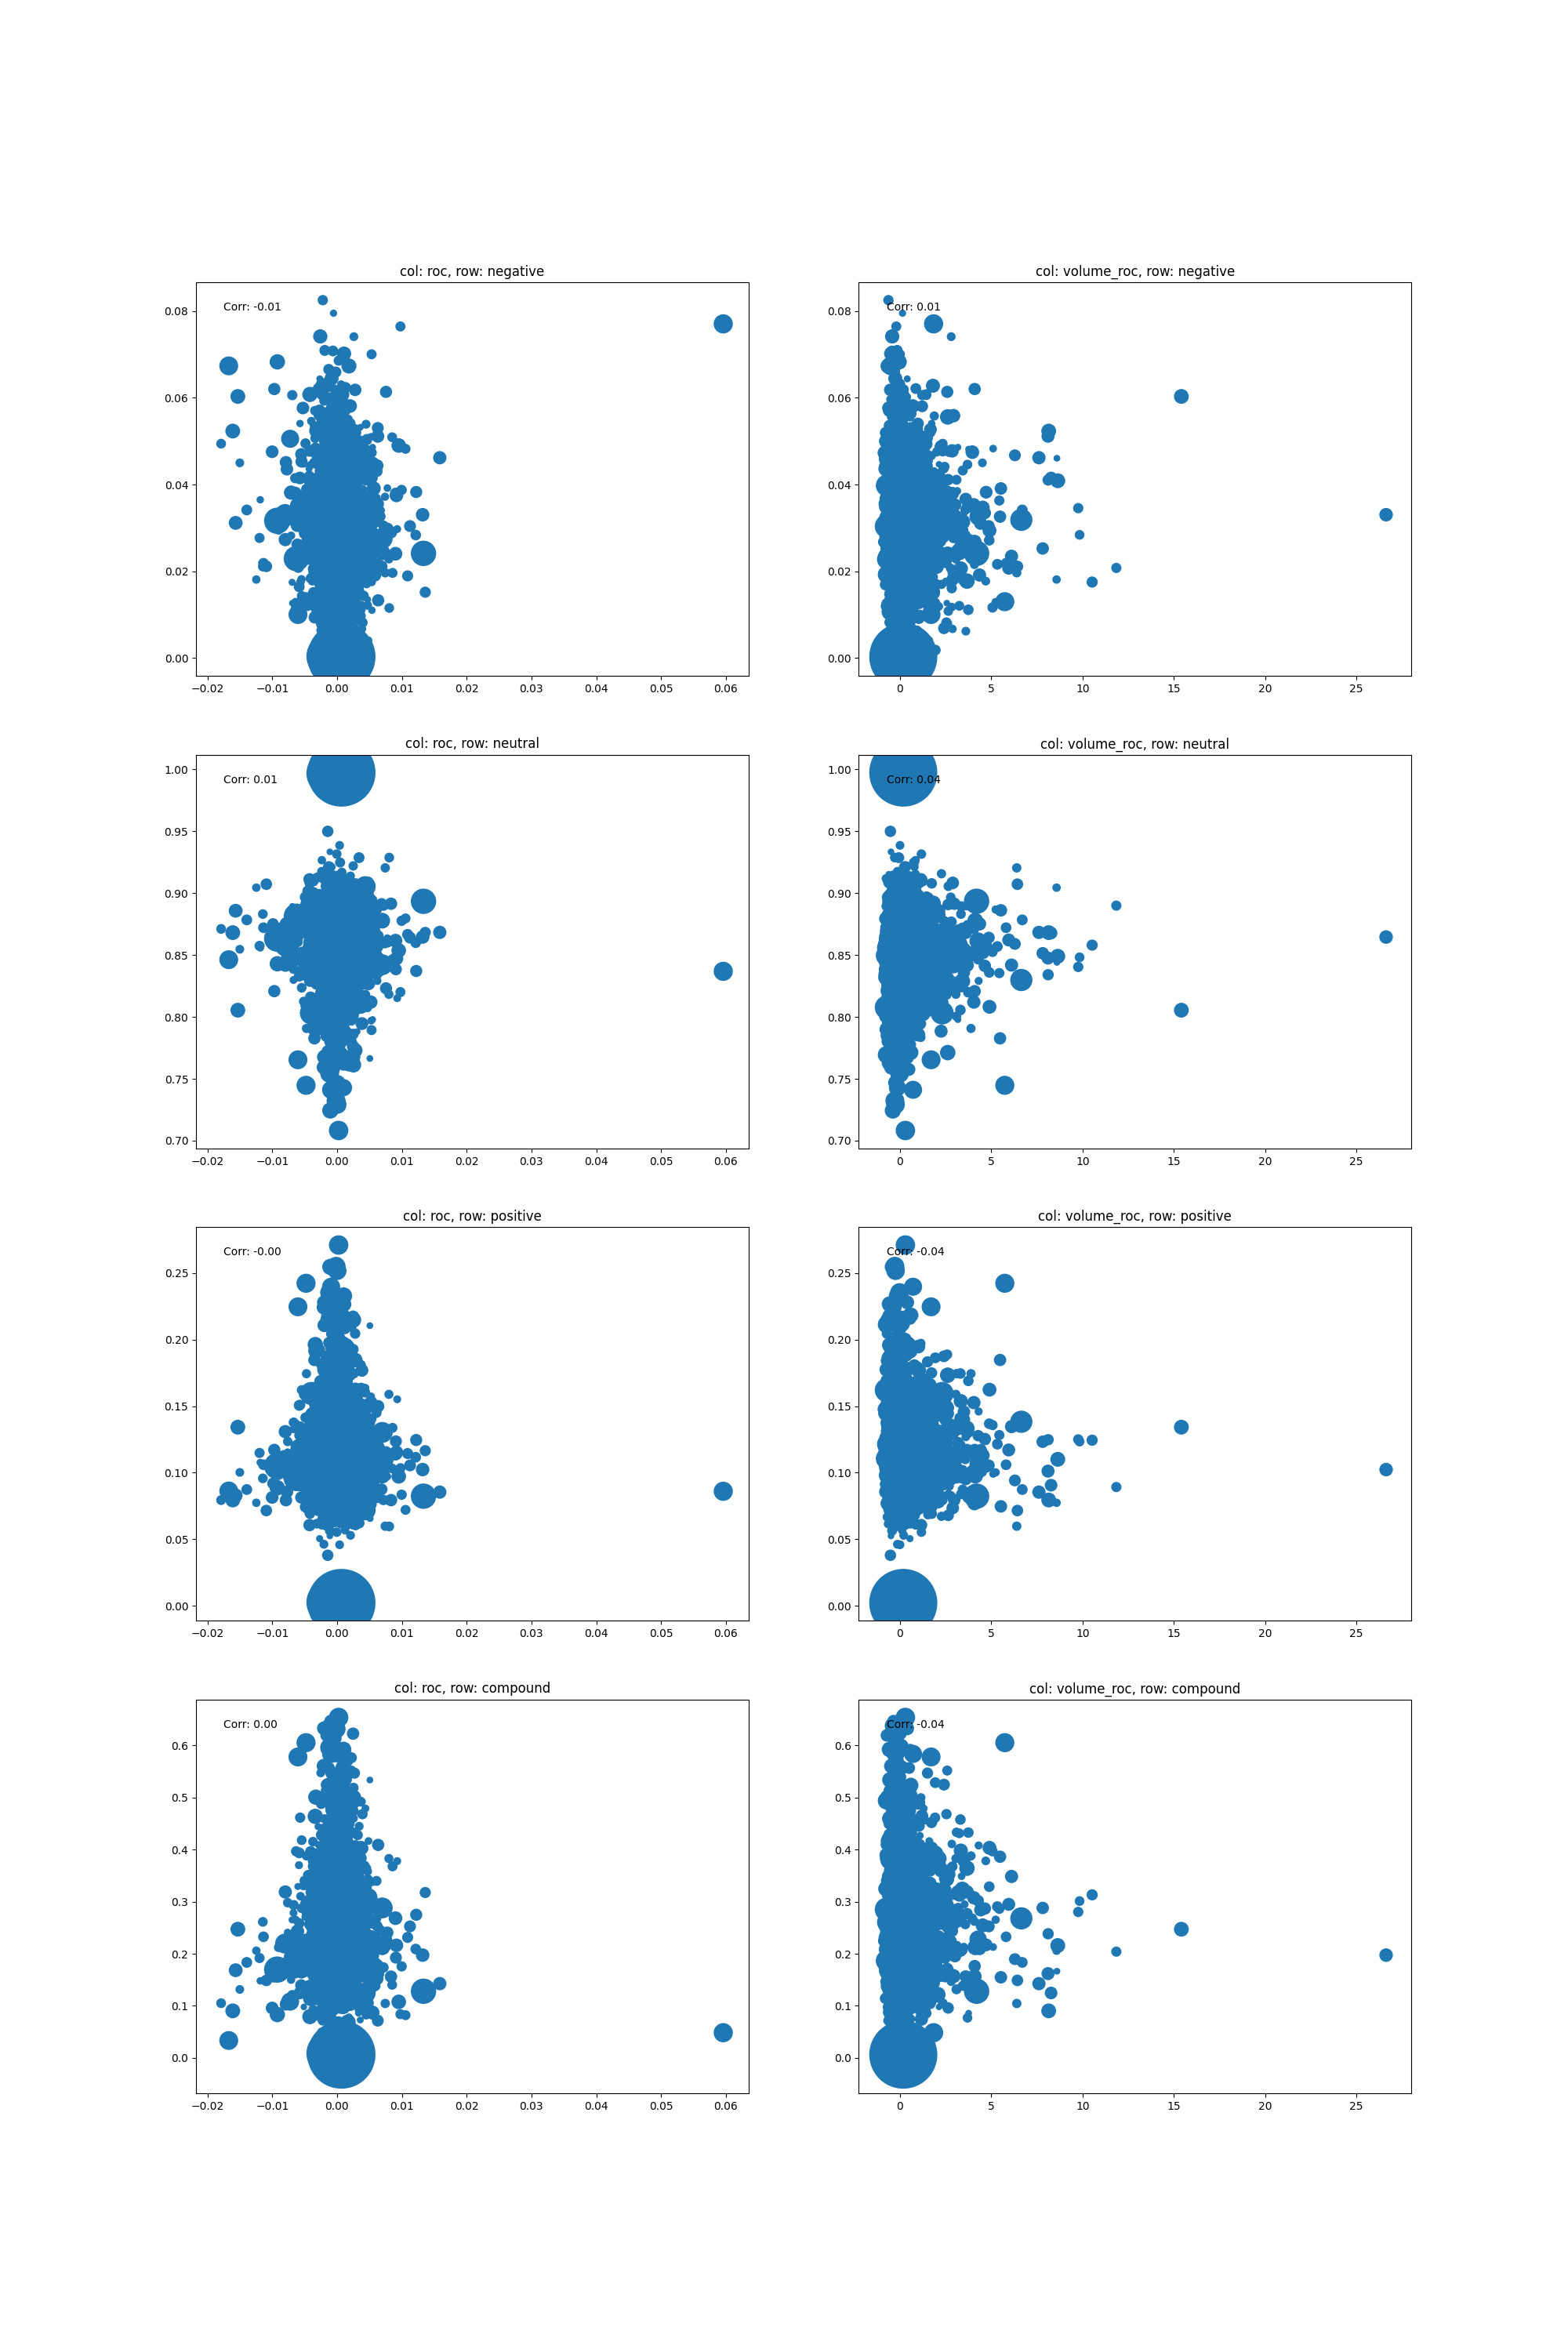 col: roc, row: negative
Corr: -0.01
0.08
0.06
0.04
0.02
0.00
−0.02 −0.01 0.00 0.01 0.02 0.03 0.04 0.05 0.06
col: volume_roc, row: negative
Corr: 0.01
0.08
0.06
0.04
0.02
0.00
0 5 10 15 20 25
col: roc, row: neutral
Corr: 0.01
1.00
0.95
0.90
0.85
0.80
0.75
0.70
−0.02 −0.01 0.00 0.01 0.02 0.03 0.04 0.05 0.06
col: volume_roc, row: neutral
Corr: 0.04
1.00
0.95
0.90
0.85
0.80
0.75
0.70
0 5 10 15 20 25
col: roc, row: positive
Corr: -0.00
0.25
0.20
0.15
0.10
0.05
0.00
−0.02 −0.01 0.00 0.01 0.02 0.03 0.04 0.05 0.06
col: volume_roc, row: positive
Corr: -0.04
0.25
0.20
0.15
0.10
0.05
0.00
0 5 10 15 20 25
col: roc, row: compound
Corr: 0.00
0.6
0.5
0.4
0.3
0.2
0.1
0.0
−0.02 −0.01 0.00 0.01 0.02 0.03 0.04 0.05 0.06
col: volume_roc, row: compound
Corr: -0.04
0.6
0.5
0.4
0.3
0.2
0.1
0.0
0 5 10 15 20 25